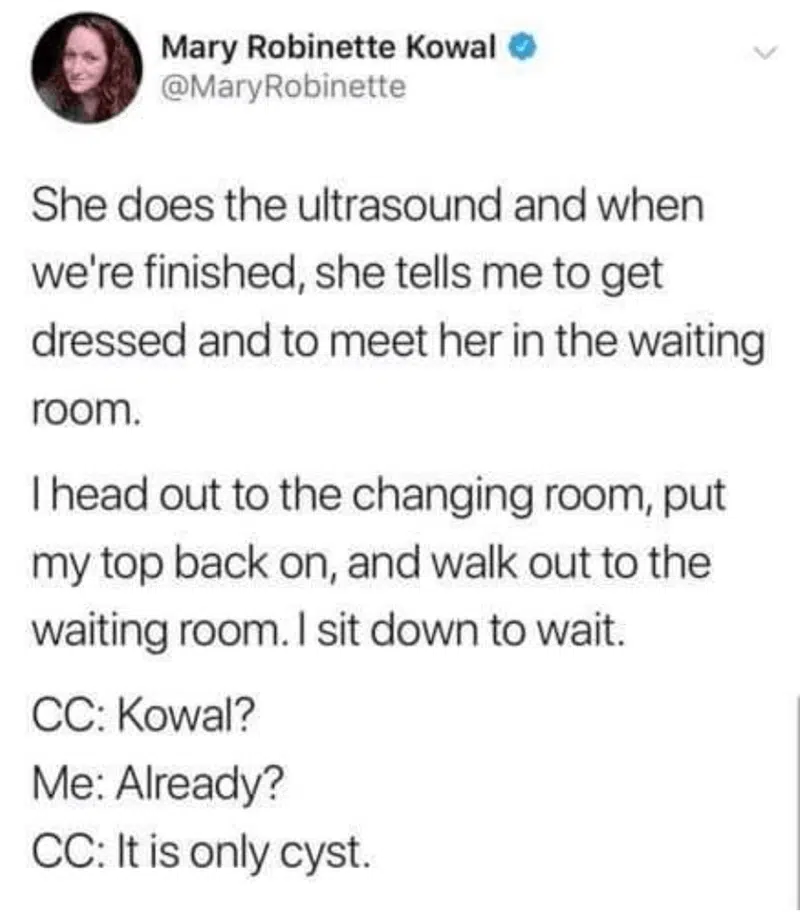 Mary Robinette Kowal
@MaryRobinette
She does the ultrasound and when
we're finished, she tells me to get
dressed and to meet her in the waiting
room.
I head out to the changing room, put
my top back on, and walk out to the
waiting room. I sit down to wait.
CC: Kowal?
Me: Already?
CC: It is only cyst.